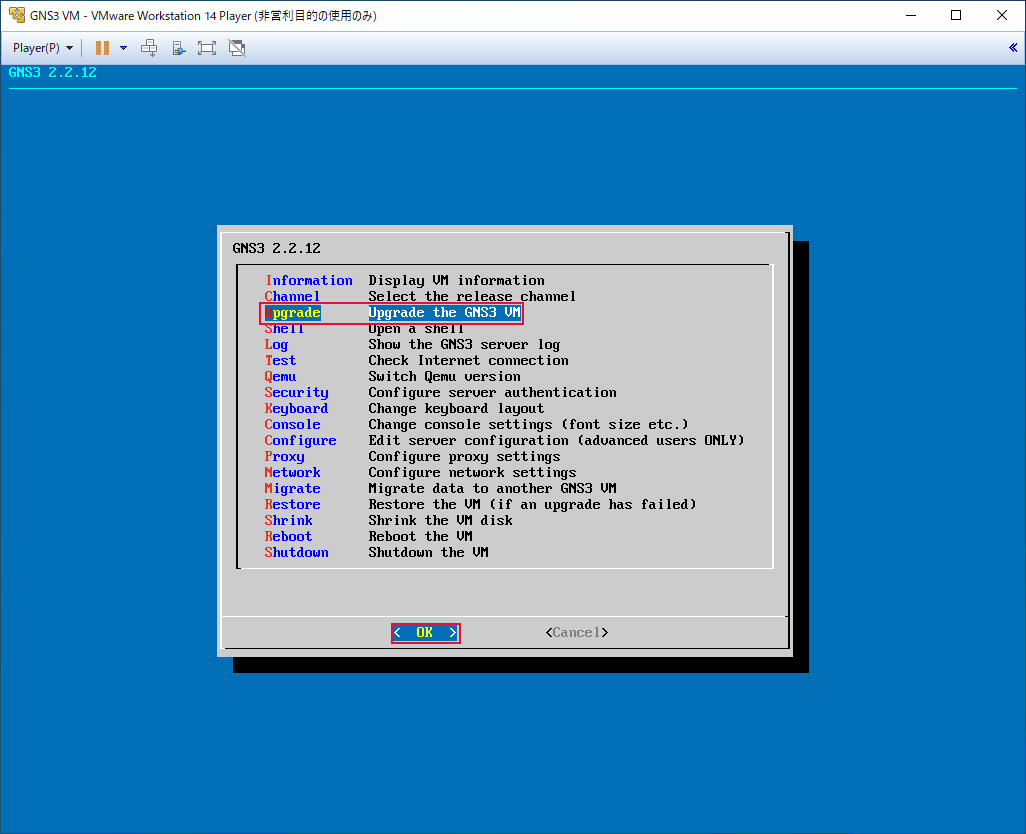 GNS3 VM - VMware Workstation 14 Player (非営利目的の使用のみ)
Player(P)
GNS3 2.2.12
GNS3 2.2.12
Information Display VM information
Channel Select the release channel
Upgrade Upgrade the GNS3 VM
Shell Open a shell
Log Show the GNS3 server log
Test Check Internet connection
Qemu Switch Qemu version
Security Configure server authentication
Keyboard Change keyboard layout
Console Change console settings (font size etc.)
Configure Edit server configuration (advanced users ONLY)
Proxy Configure proxy settings
Network Configure network settings
Migrate Migrate data to another GNS3 VM
Restore Restore the VM (if an upgrade has failed)
Shrink Shrink the VM disk
Reboot Reboot the VM
Shutdown Shutdown the VM
< OK > <Cancel>